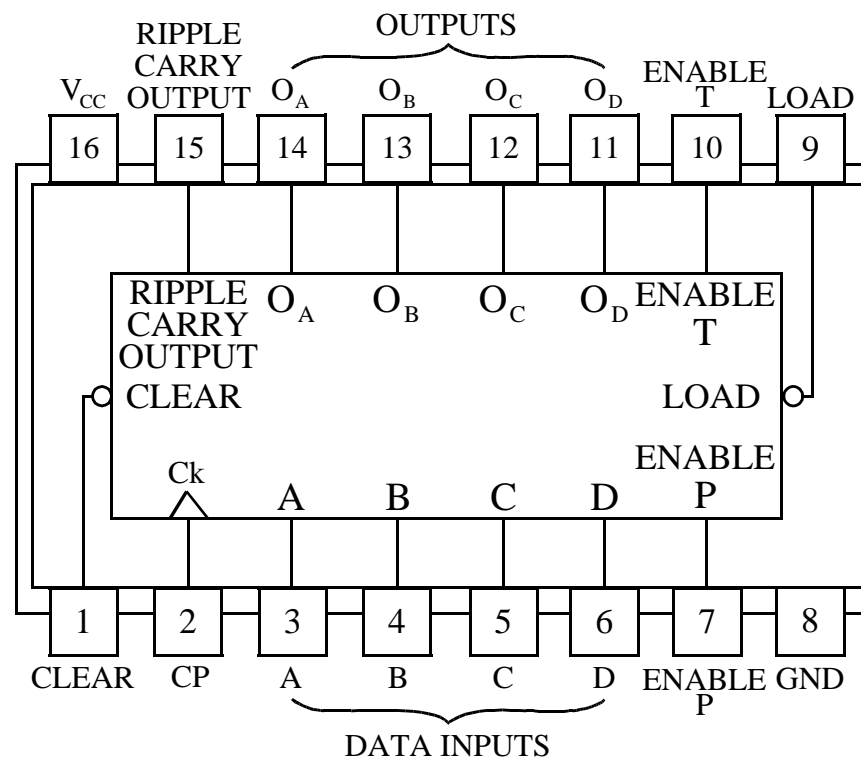 OUTPUTS
RIPPLE
CARRY
OUTPUT
V_CC
O_A
O_B
O_C
O_D
ENABLE
T
LOAD
16
15
14
13
12
11
10
9
RIPPLE
CARRY
OUTPUT
O_A
O_B
O_C
O_D
ENABLE
T
CLEAR
LOAD
Ck
A
B
C
D
ENABLE
P
1
2
3
4
5
6
7
8
CLEAR
CP
A
B
C
D
ENABLE
P
GND
DATA INPUTS